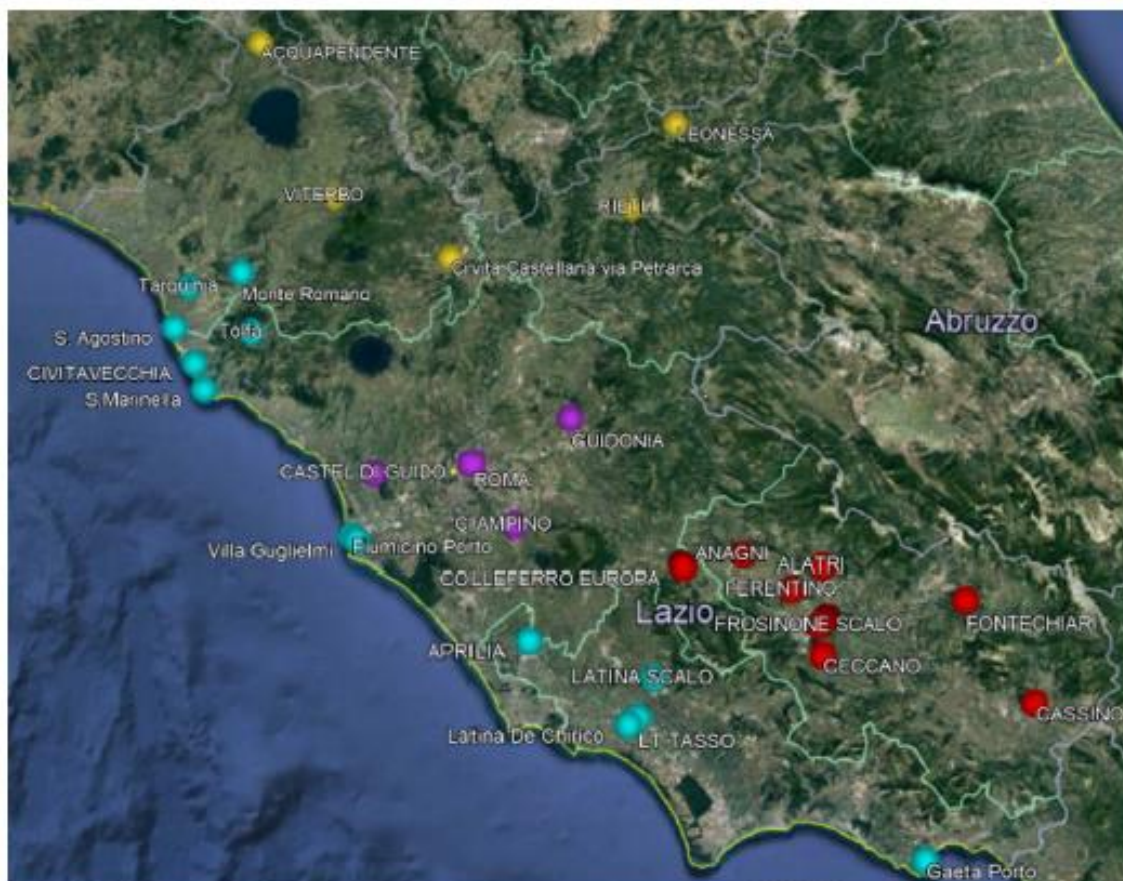 ACQUAPENDENTE
LEONESSA
VITERBO
RIETI
Civita Castellana via Petrarca
Tarquinia
Monte Romano
S. Agostino
Tolfa
Abruzzo
CIVITAVECCHIA
S.Marinella
GUIDONIA
CASTEL DI GUIDO
ROMA
CIAMPINO
Villa Guglielmi
Fiumicino Porto
ANAGNI
ALATRI
COLLEFERRO EUROPA
FERENTINO
Lazio
FROSINONE SCALO
FONTECHIARI
APRILIA
CECCANO
LATINA SCALO
CASSINO
Latina De Chirico
LT TASSO
Gaeta Porto